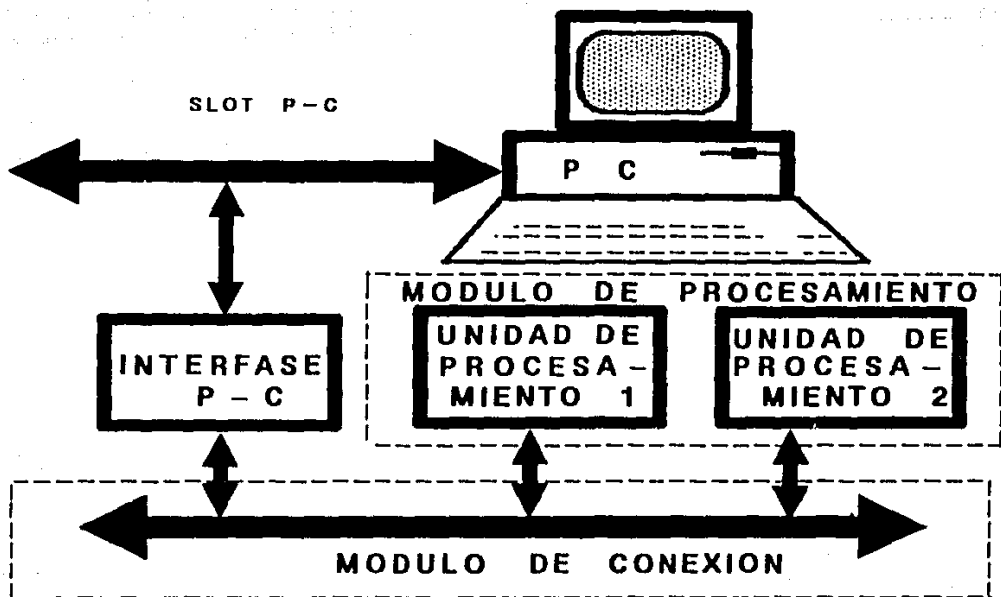 SLOT P-C
P C
MODULO DE PROCESAMIENTO
INTERFASE
P-C
UNIDAD DE
PROCESA-
MIENTO 1
UNIDAD DE
PROCESA-
MIENTO 2
MODULO DE CONEXION